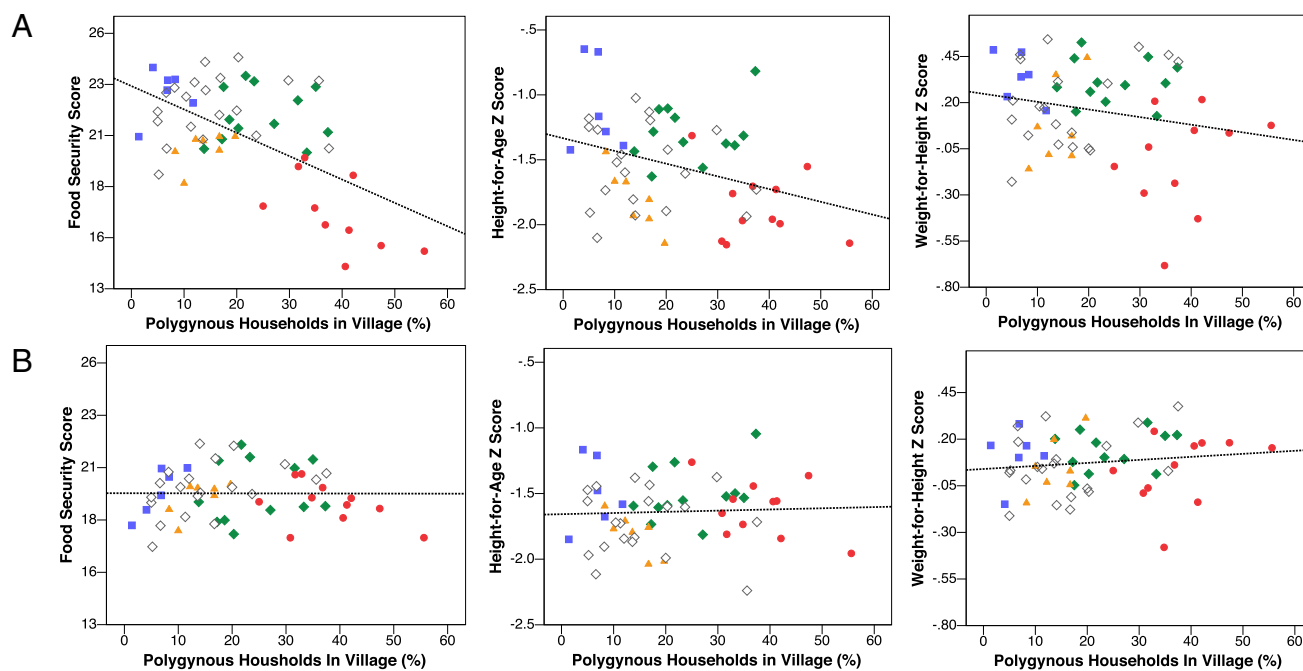 A
Food Security Score
26
23
21
18
16
13
0 10 20 30 40 50 60
Polygynous Households in Village (%)
Height-for-Age Z Score
-.5
-1.0
-1.5
-2.0
-2.5
0 10 20 30 40 50 60
Polygynous Households in Village (%)
Weight-for-Height Z Score
.45
.20
-.05
-.30
-.55
-.80
0 10 20 30 40 50 60
Polygynous Households In Village (%)
B
Food Security Score
26
23
21
18
16
13
0 10 20 30 40 50 60
Polygynous Housholds In Village (%)
Height-for-Age Z Score
-.5
-1.0
-1.5
-2.0
-2.5
0 10 20 30 40 50 60
Polygynous Households in Village (%)
Weight-for-Height Z Score
.45
.20
-.05
-.30
-.55
-.80
0 10 20 30 40 50 60
Polygynous Households In Village (%)